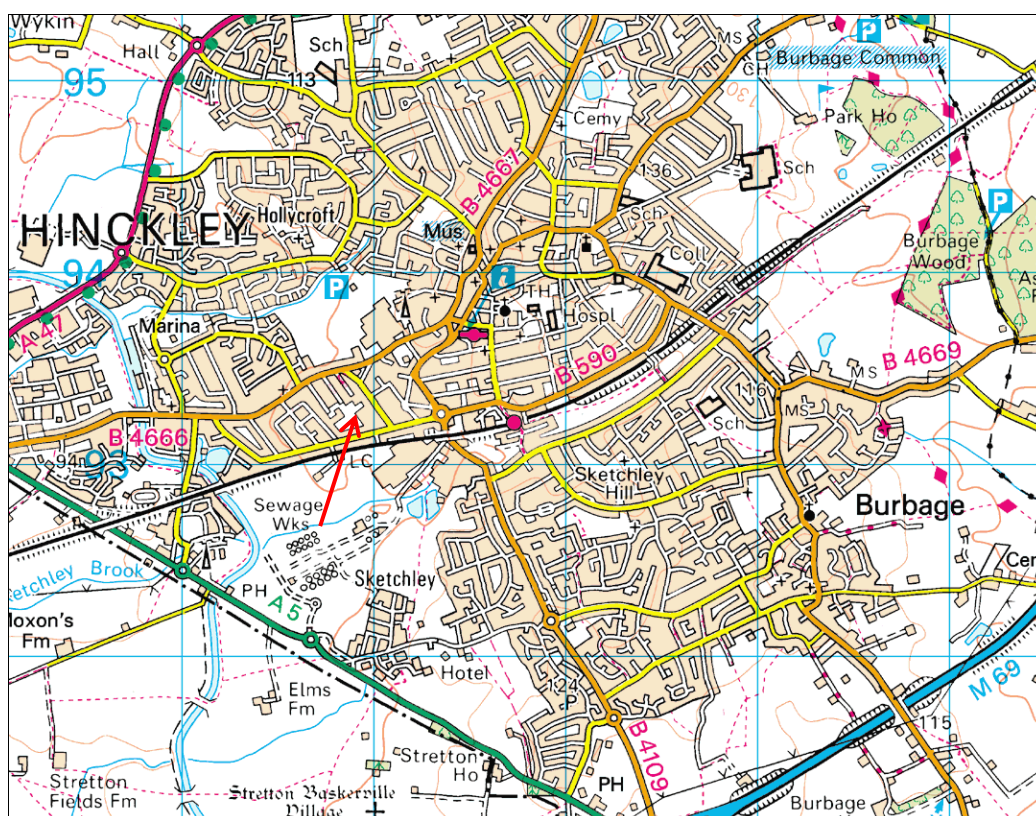 Wykin
Hall
Sch
113
95
MS
CH
130
P
Burbage Common
Park Ho
Cemy
B 4667
136
Sch
Sch
HINCKLEY
Hollycroft
Mus
94
P
i
TH
Hospl
Coll
P
Burbage
Wood
A 47
Marina
B 590
B 4669
MS
116
MS
Sch
B 4666
94
93
LC
Sewage
Wks
Sketchley
Hill
Burbage
Sketchley
PH
A 5
Moxon's
Fm
Hotel
Elms
Fm
124
P
B 4109
M 69
115
Stretton
Fields Fm
Stretton
Ho
Stretton Baskerville
Village
PH
Burbage